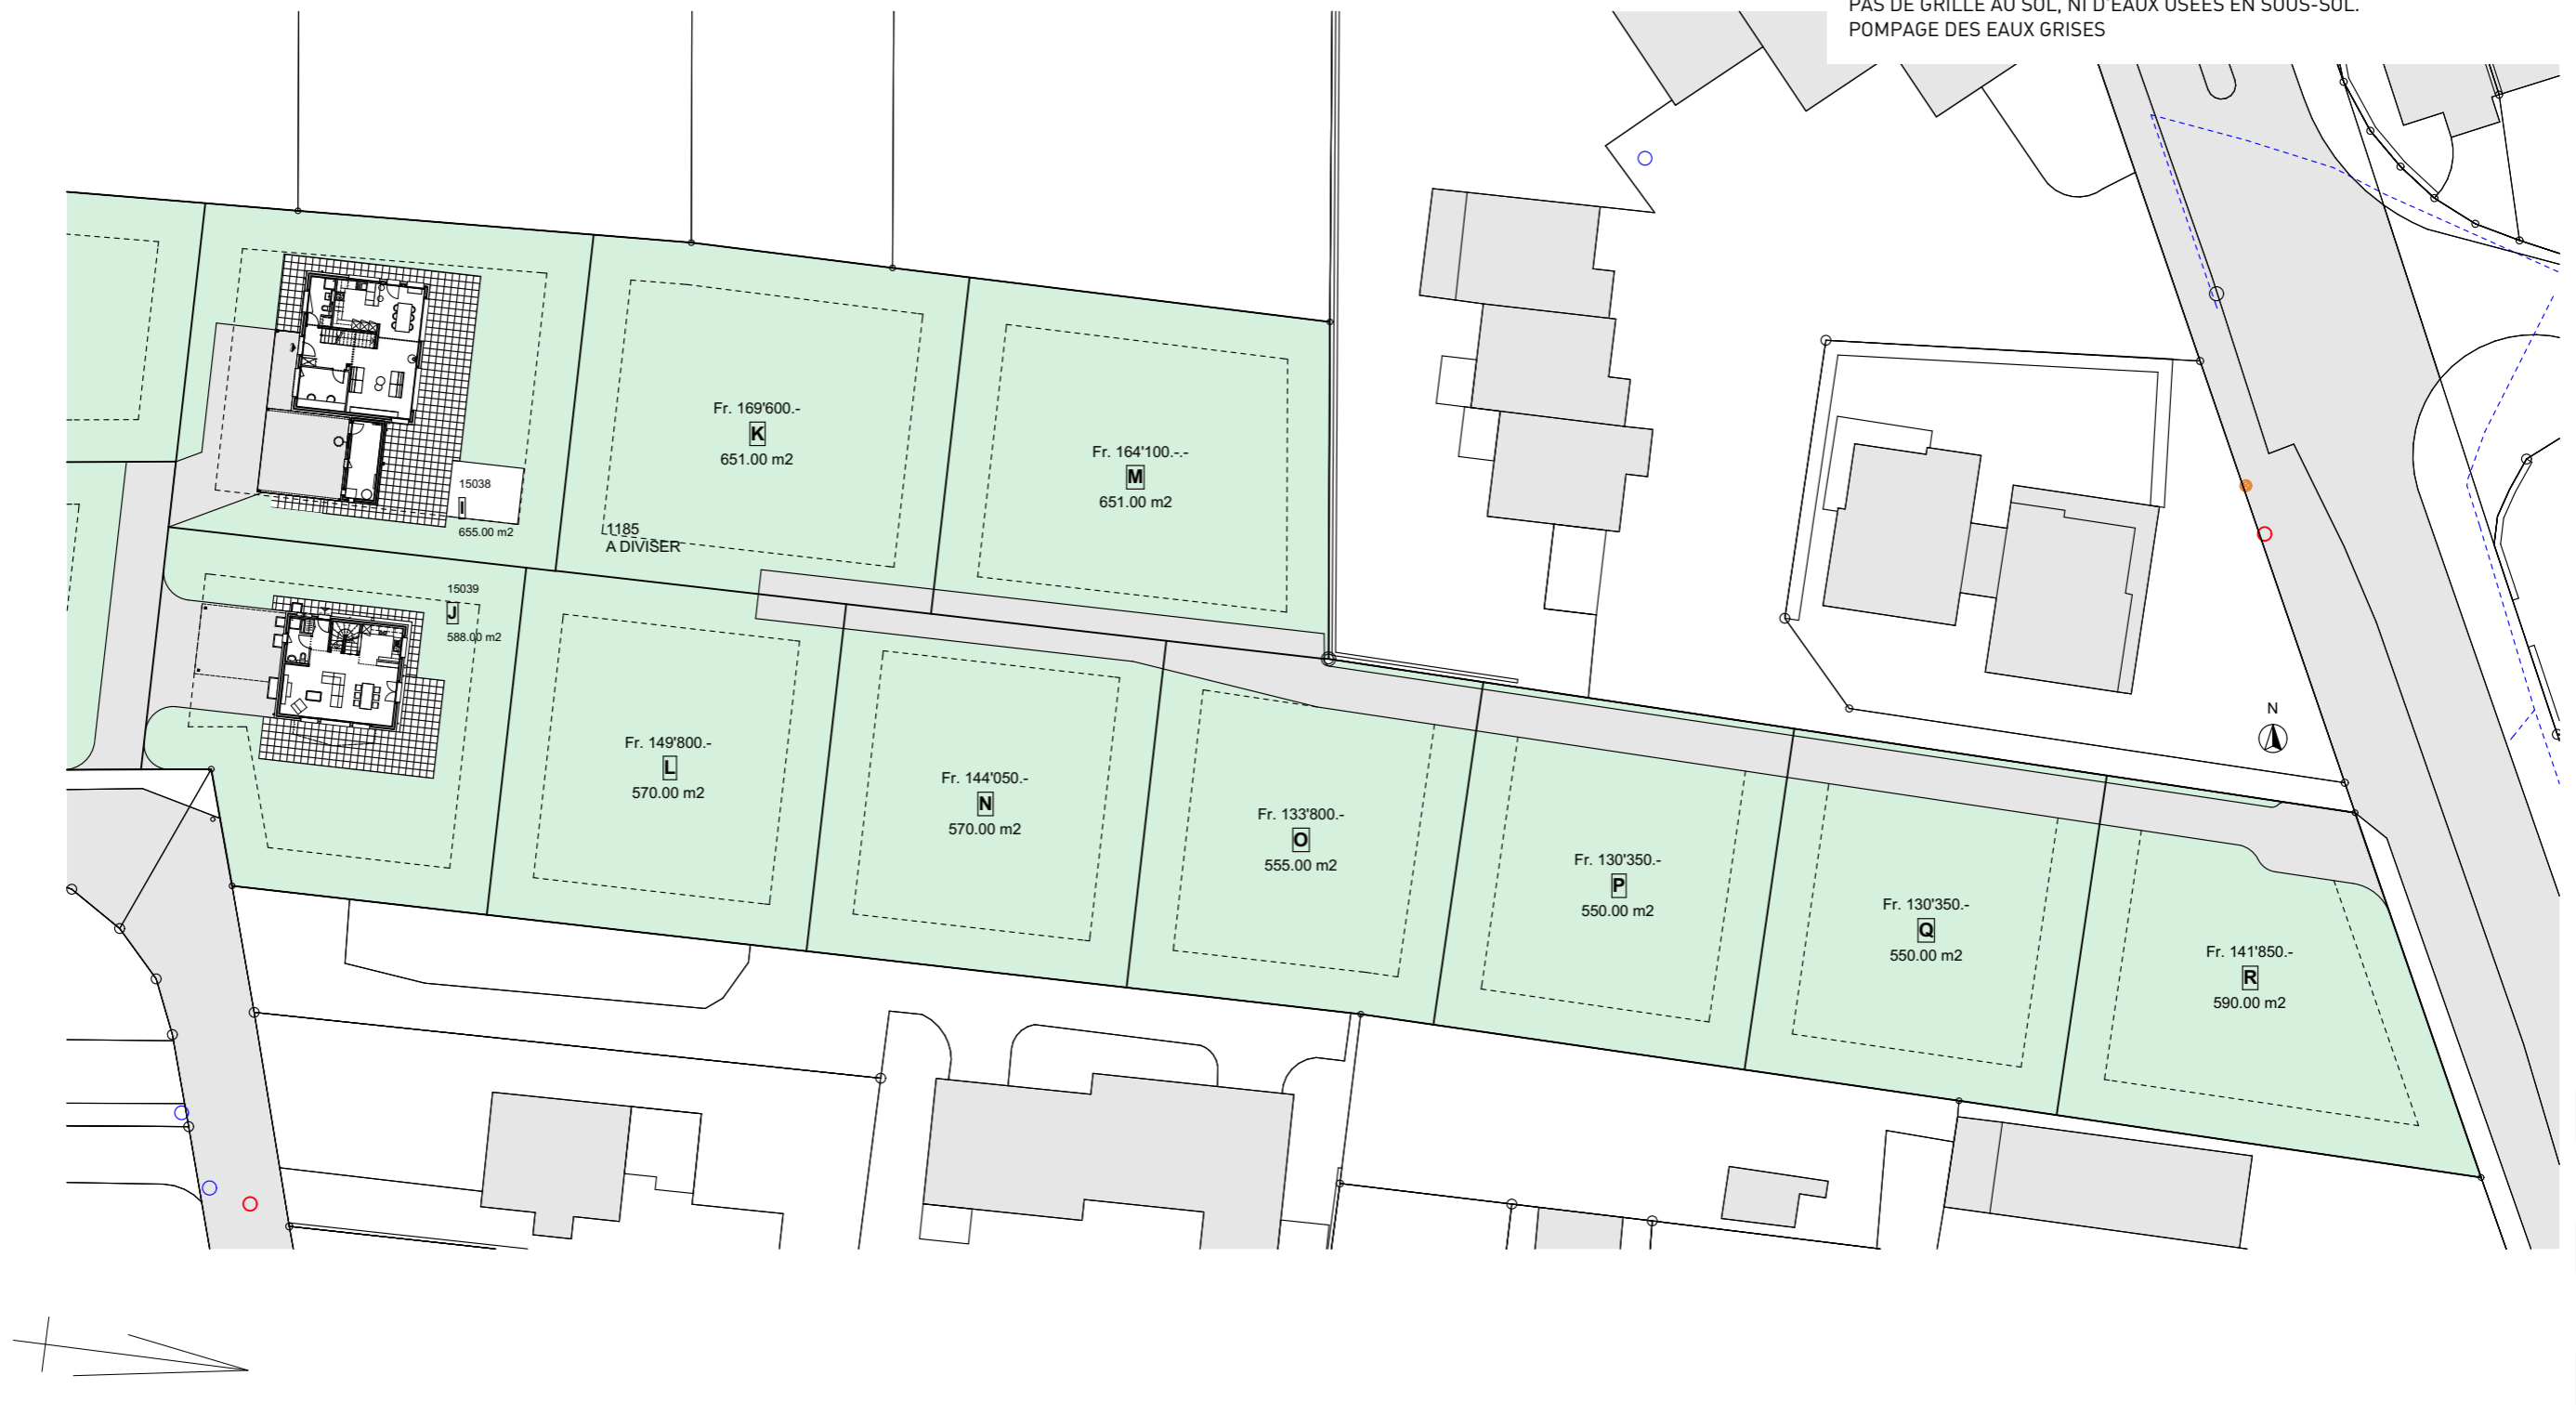 PAS DE GRILLE AU SOL, NI D'EAUX USÉES EN SOUS-SOL.
POMPAGE DES EAUX GRISES
Fr. 169'600.-
K
651.00 m2
Fr. 164'100.-.-
M
651.00 m2
15038
I
655.00 m2
1185
A DIVISER
15039
J
588.00 m2
N
Fr. 149'800.-
L
570.00 m2
Fr. 144'050.-
N
570.00 m2
Fr. 133'800.-
O
555.00 m2
Fr. 130'350.-
P
550.00 m2
Fr. 130'350.-
Q
550.00 m2
Fr. 141'850.-
R
590.00 m2